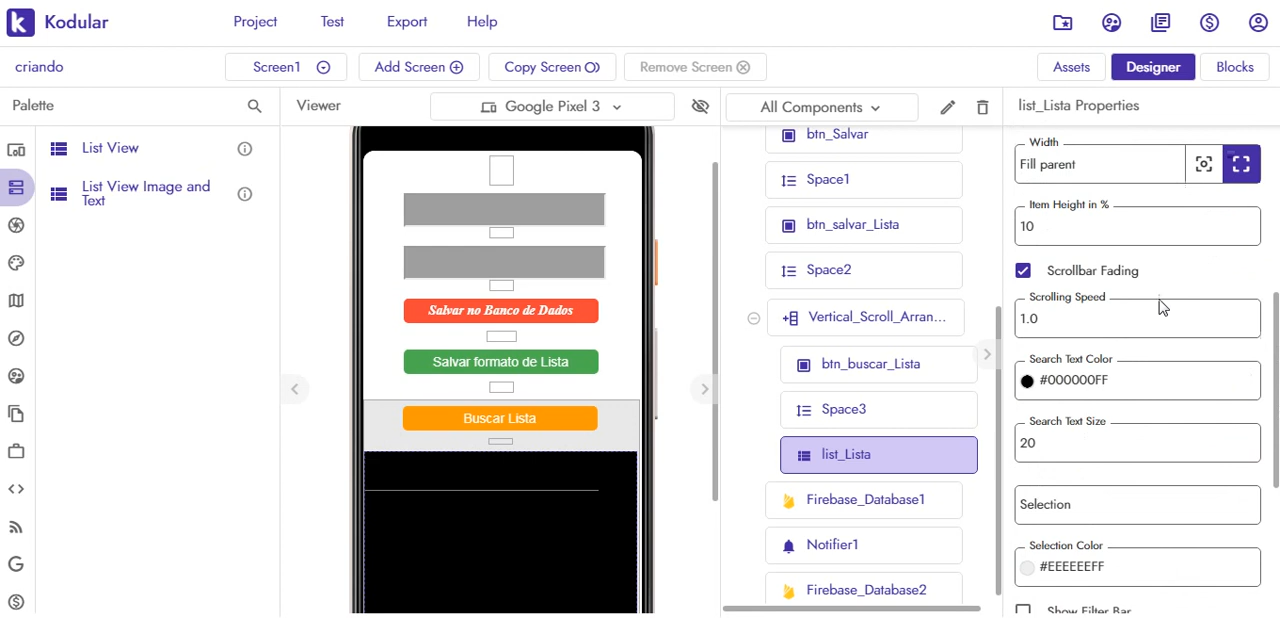 Kodular
Project
Test
Export
Help
criando
Screen1
Add Screen
Copy Screen
Remove Screen
Assets
Designer
Blocks
Palette
Viewer
Google Pixel 3
All Components
list_Lista Properties
List View
List View Image and
Text
Salvar no Banco de Dados
Salvar formato de Lista
Buscar Lista
btn_Salvar
Space1
btn_salvar_Lista
Space2
Vertical_Scroll_Arran...
btn_buscar_Lista
Space3
list_Lista
Firebase_Database1
Notifier1
Firebase_Database2
Width
Fill parent
Item Height in %
10
Scrollbar Fading
Scrolling Speed
1.0
Search Text Color
#000000FF
Search Text Size
20
Selection
Selection Color
#EEEEEEFF
Show Filter Bar